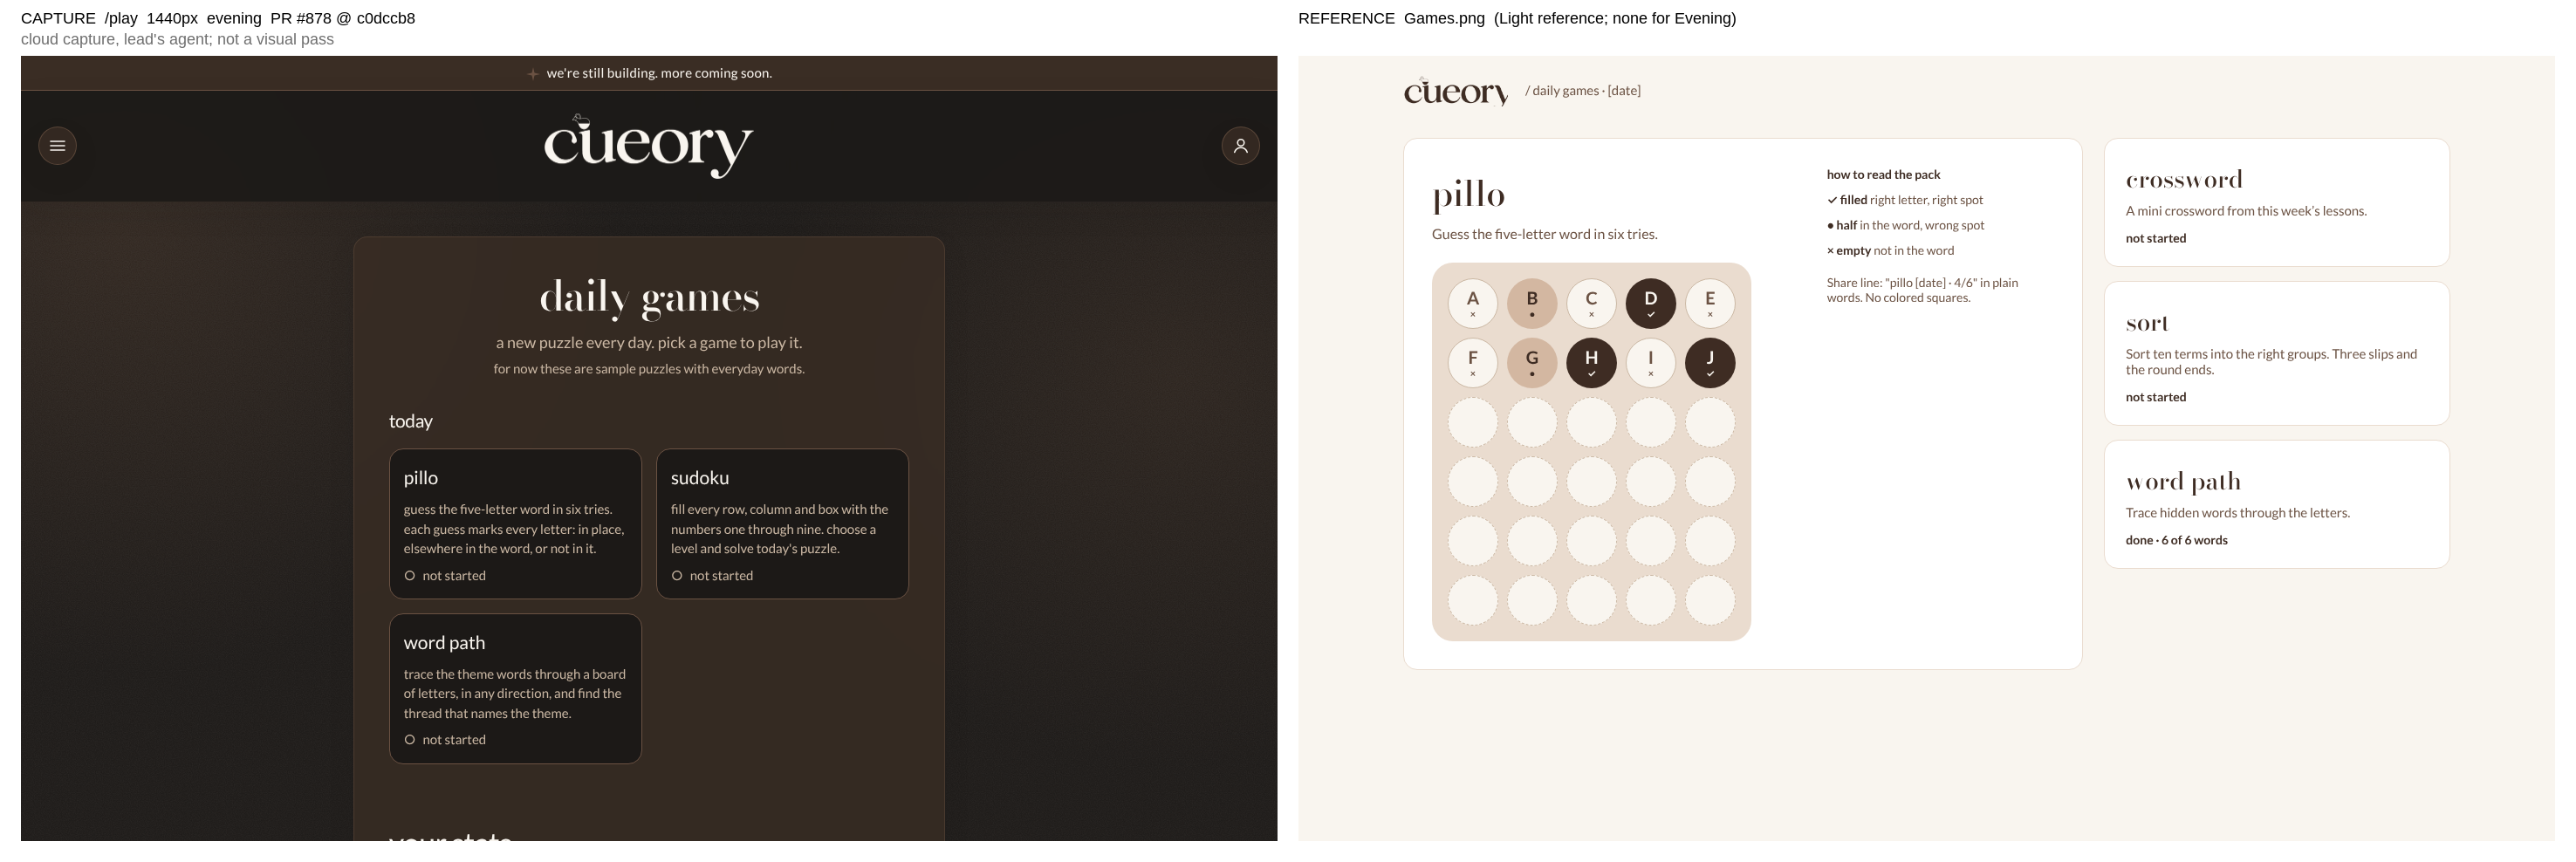 CAPTURE /play 1440px evening PR #878 @ c0dccb8
cloud capture, lead's agent; not a visual pass
we're still building. more coming soon.
cueory
daily games
a new puzzle every day. pick a game to play it.
for now these are sample puzzles with everyday words.
today
pillo
guess the five-letter word in six tries.
each guess marks every letter: in place,
elsewhere in the word, or not in it.
not started
sudoku
fill every row, column and box with the
numbers one through nine. choose a
level and solve today's puzzle.
not started
word path
trace the theme words through a board
of letters, in any direction, and find the
thread that names the theme.
not started
your stats
REFERENCE Games.png (Light reference; none for Evening)
cueory / daily games · [date]
pillo
Guess the five-letter word in six tries.
A B C D E
× • × ✓ ×
F G H I J
× • ✓ × ✓
how to read the pack
✓ filled right letter, right spot
• half in the word, wrong spot
× empty not in the word
Share line: "pillo [date] · 4/6" in plain
words. No colored squares.
crossword
A mini crossword from this week's lessons.
not started
sort
Sort ten terms into the right groups. Three slips and
the round ends.
not started
word path
Trace hidden words through the letters.
done · 6 of 6 words